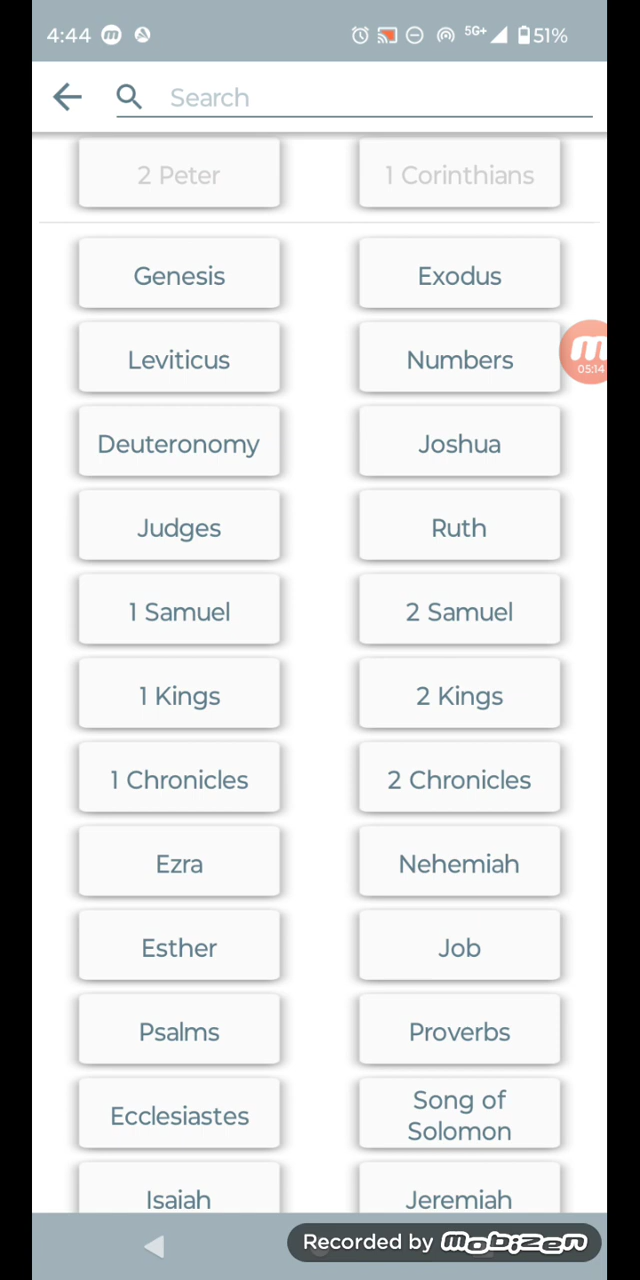 4:44 5G+ 51%
Search
2 Peter 1 Corinthians
Genesis Exodus
Leviticus Numbers
m
05:14
Deuteronomy Joshua
Judges Ruth
1 Samuel 2 Samuel
1 Kings 2 Kings
1 Chronicles 2 Chronicles
Ezra Nehemiah
Esther Job
Psalms Proverbs
Ecclesiastes Song of
Solomon
Isaiah Jeremiah
Recorded by mobizen